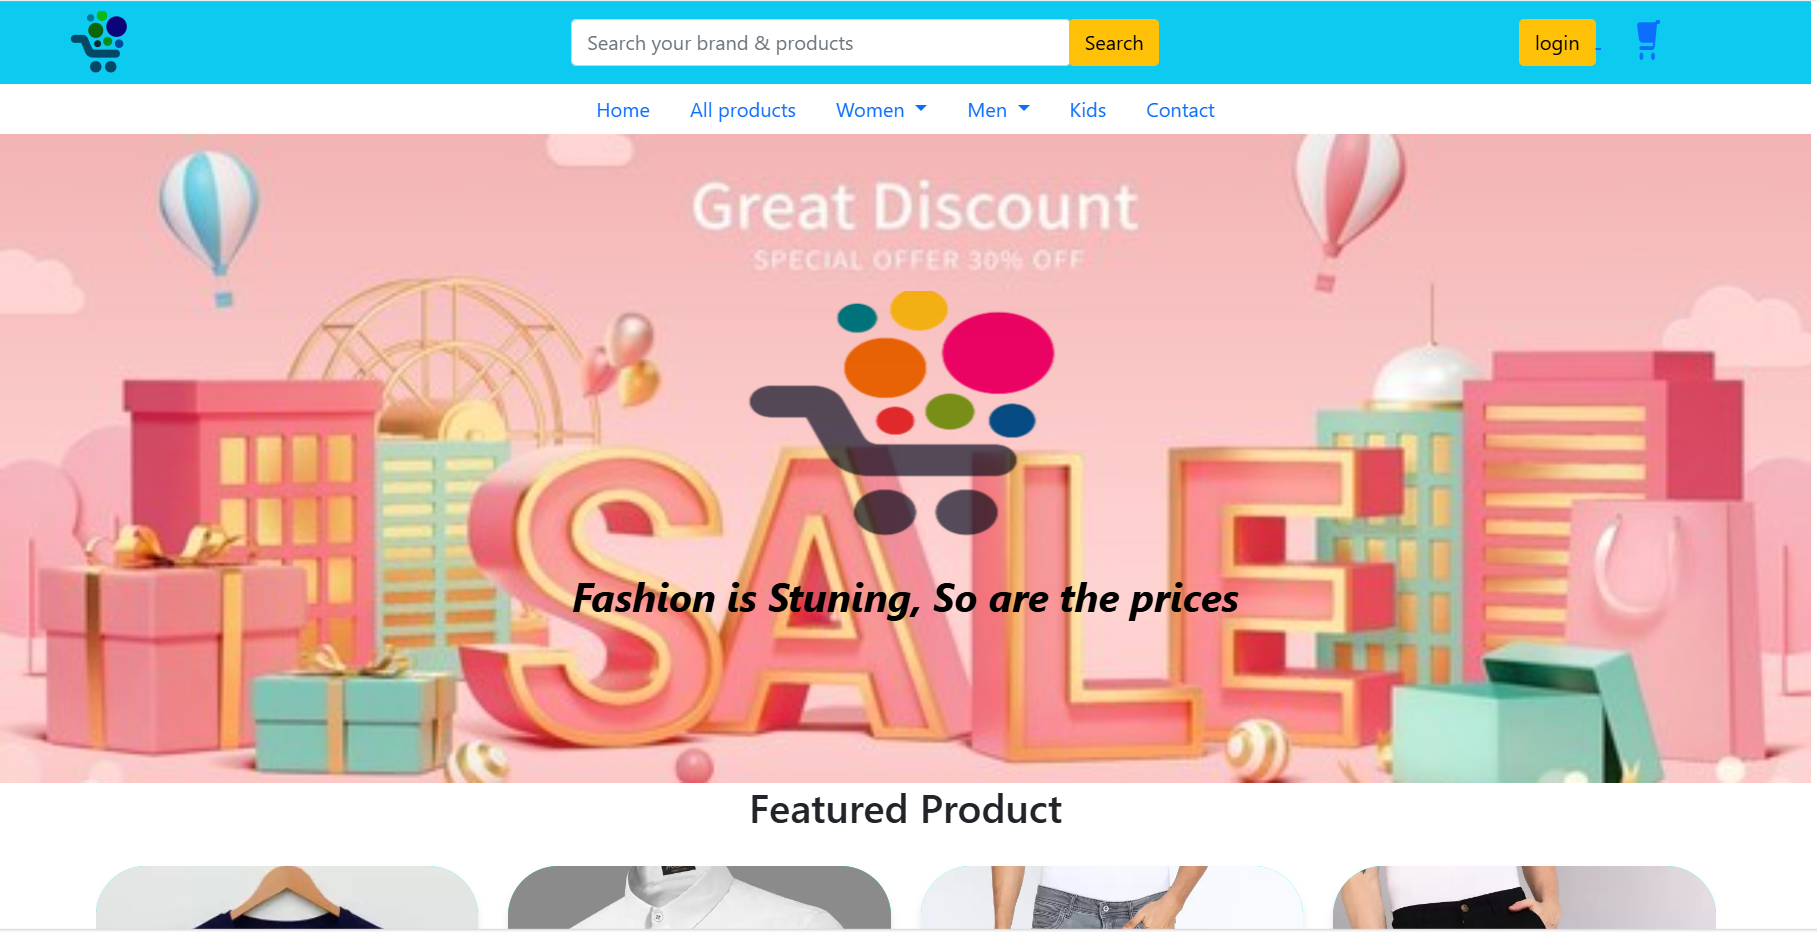 Search your brand & products
Search
login
Home
All products
Women
Men
Kids
Contact
Great Discount
SPECIAL OFFER 30% OFF
SALE
Fashion is Stuning, So are the prices
Featured Product